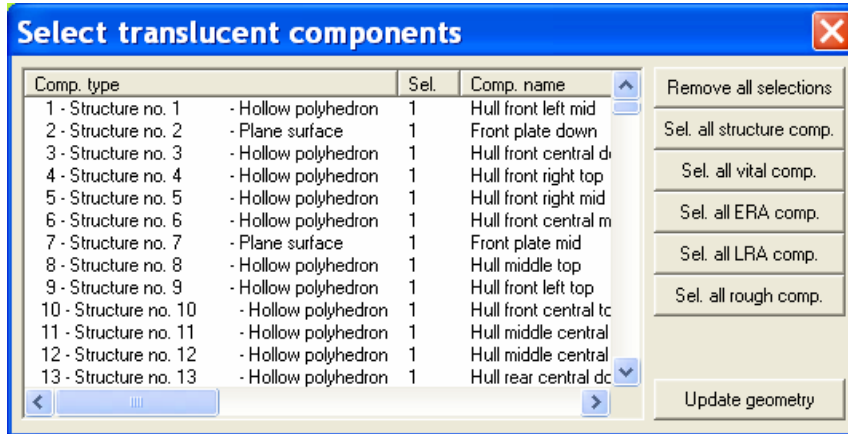 Select translucent components
Comp. type Sel. Comp. name
1 - Structure no. 1 - Hollow polyhedron 1 Hull front left mid
2 - Structure no. 2 - Plane surface 1 Front plate down
3 - Structure no. 3 - Hollow polyhedron 1 Hull front central
4 - Structure no. 4 - Hollow polyhedron 1 Hull front right top
5 - Structure no. 5 - Hollow polyhedron 1 Hull front right mid
6 - Structure no. 6 - Hollow polyhedron 1 Hull front central
7 - Structure no. 7 - Plane surface 1 Front plate mid
8 - Structure no. 8 - Hollow polyhedron 1 Hull middle top
9 - Structure no. 9 - Hollow polyhedron 1 Hull front left top
10 - Structure no. 10 - Hollow polyhedron 1 Hull front central
11 - Structure no. 11 - Hollow polyhedron 1 Hull middle central
12 - Structure no. 12 - Hollow polyhedron 1 Hull middle central
13 - Structure no. 13 - Hollow polyhedron 1 Hull rear central
Remove all selections
Sel. all structure comp.
Sel. all vital comp.
Sel. all ERA comp.
Sel. all LRA comp.
Sel. all rough comp.
Update geometry